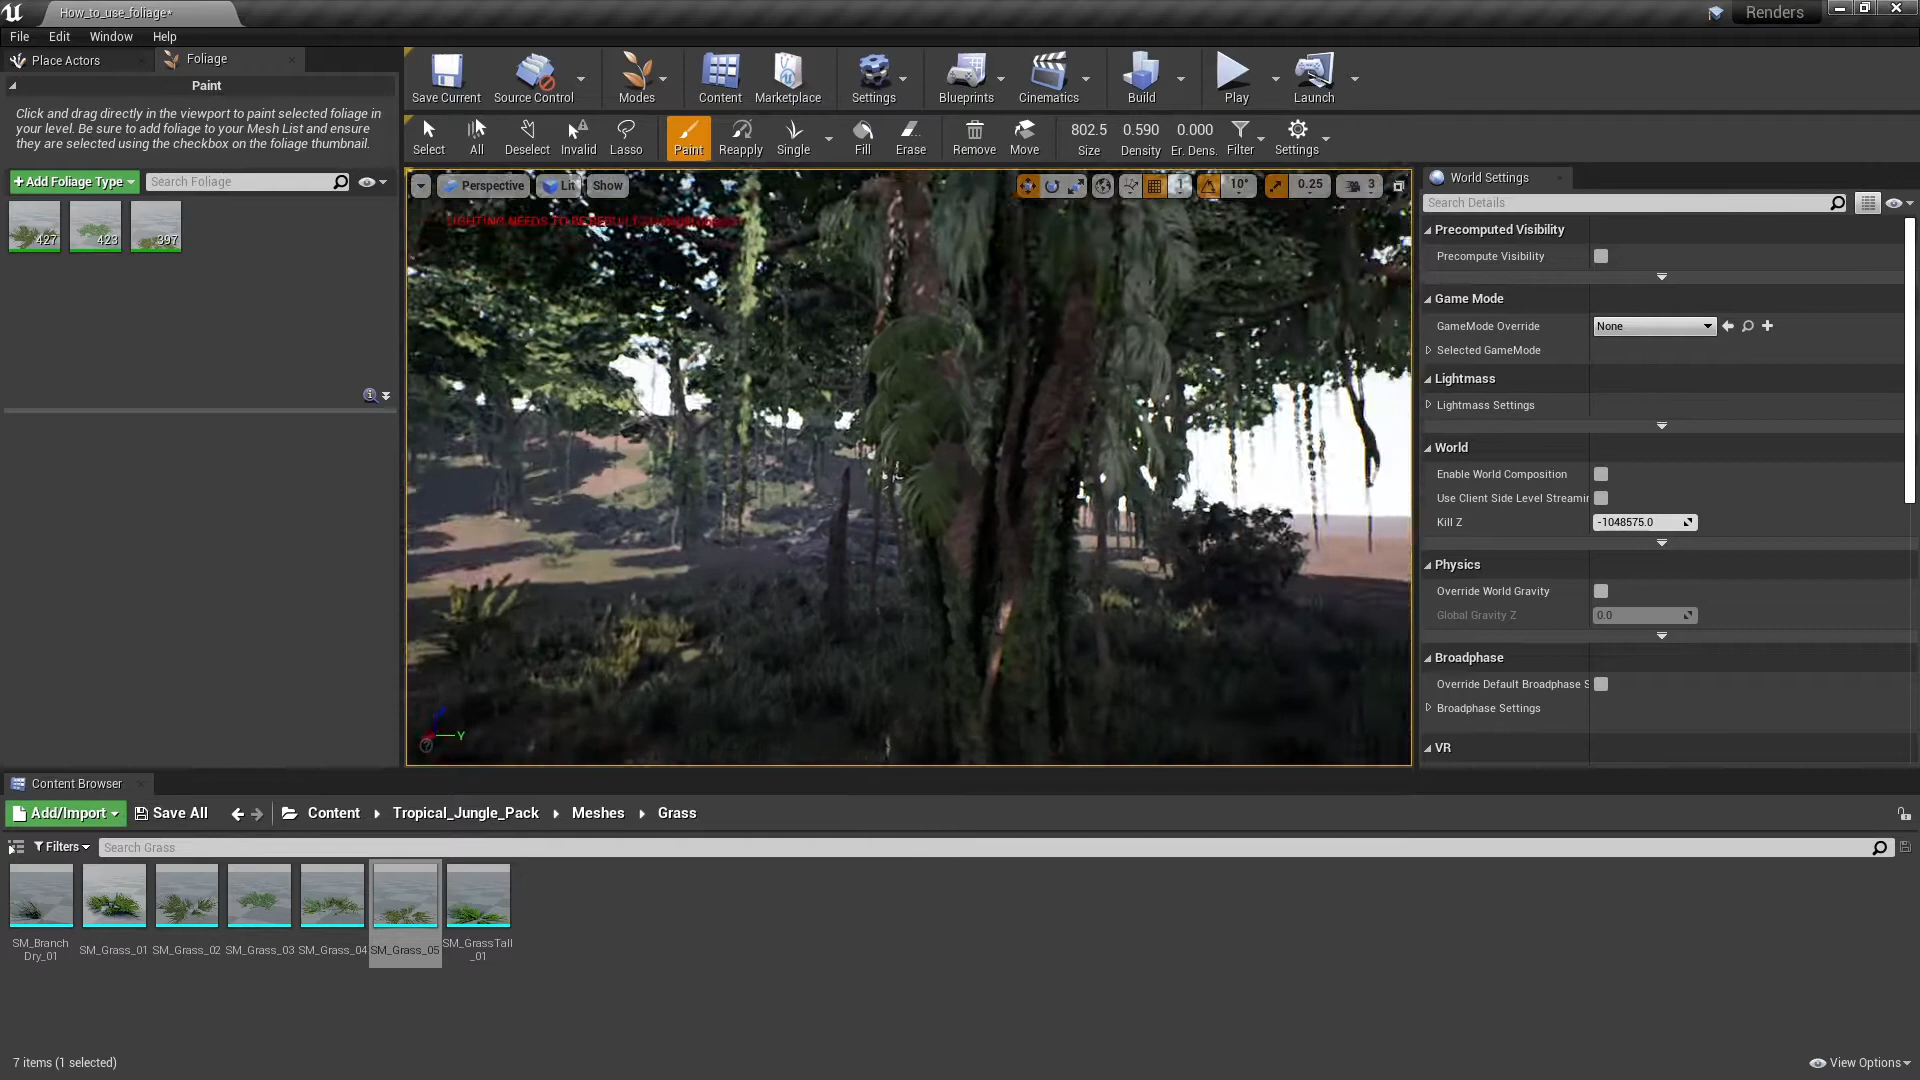 How_to_use_foliage*
Renders
File Edit Window Help
Place Actors
Foliage
Paint
Click and drag directly in the viewport to paint selected foliage in
your level. Be sure to add foliage to your Mesh List and ensure
they are selected using the checkbox on the foliage thumbnail.
+Add Foliage Type
Search Foliage
427
423
397
Save Current
Source Control
Modes
Content
Marketplace
Settings
Blueprints
Cinematics
Build
Play
Launch
Select
All
Deselect
Invalid
Lasso
Paint
Reapply
Single
Fill
Erase
Remove
Move
802.5
Size
0.590
Density
0.000
Er. Dens.
Filter
Settings
Perspective
Lit
Show
1
10°
0.25
3
LIGHTING NEEDS TO BE REBUILT
Y
World Settings
Search Details
Precomputed Visibility
Precompute Visibility
Game Mode
GameMode Override
None
Selected GameMode
Lightmass
Lightmass Settings
World
Enable World Composition
Use Client Side Level Streamin
Kill Z
-1048575.0
Physics
Override World Gravity
Global Gravity Z
0.0
Broadphase
Override Default Broadphase S
Broadphase Settings
VR
Content Browser
Add/Import
Save All
Content
Tropical_Jungle_Pack
Meshes
Grass
Filters
Search Grass
SM_Branch
Dry_01
SM_Grass_01
SM_Grass_02
SM_Grass_03
SM_Grass_04
SM_Grass_05
SM_GrassTall
_01
7 items (1 selected)
View Options